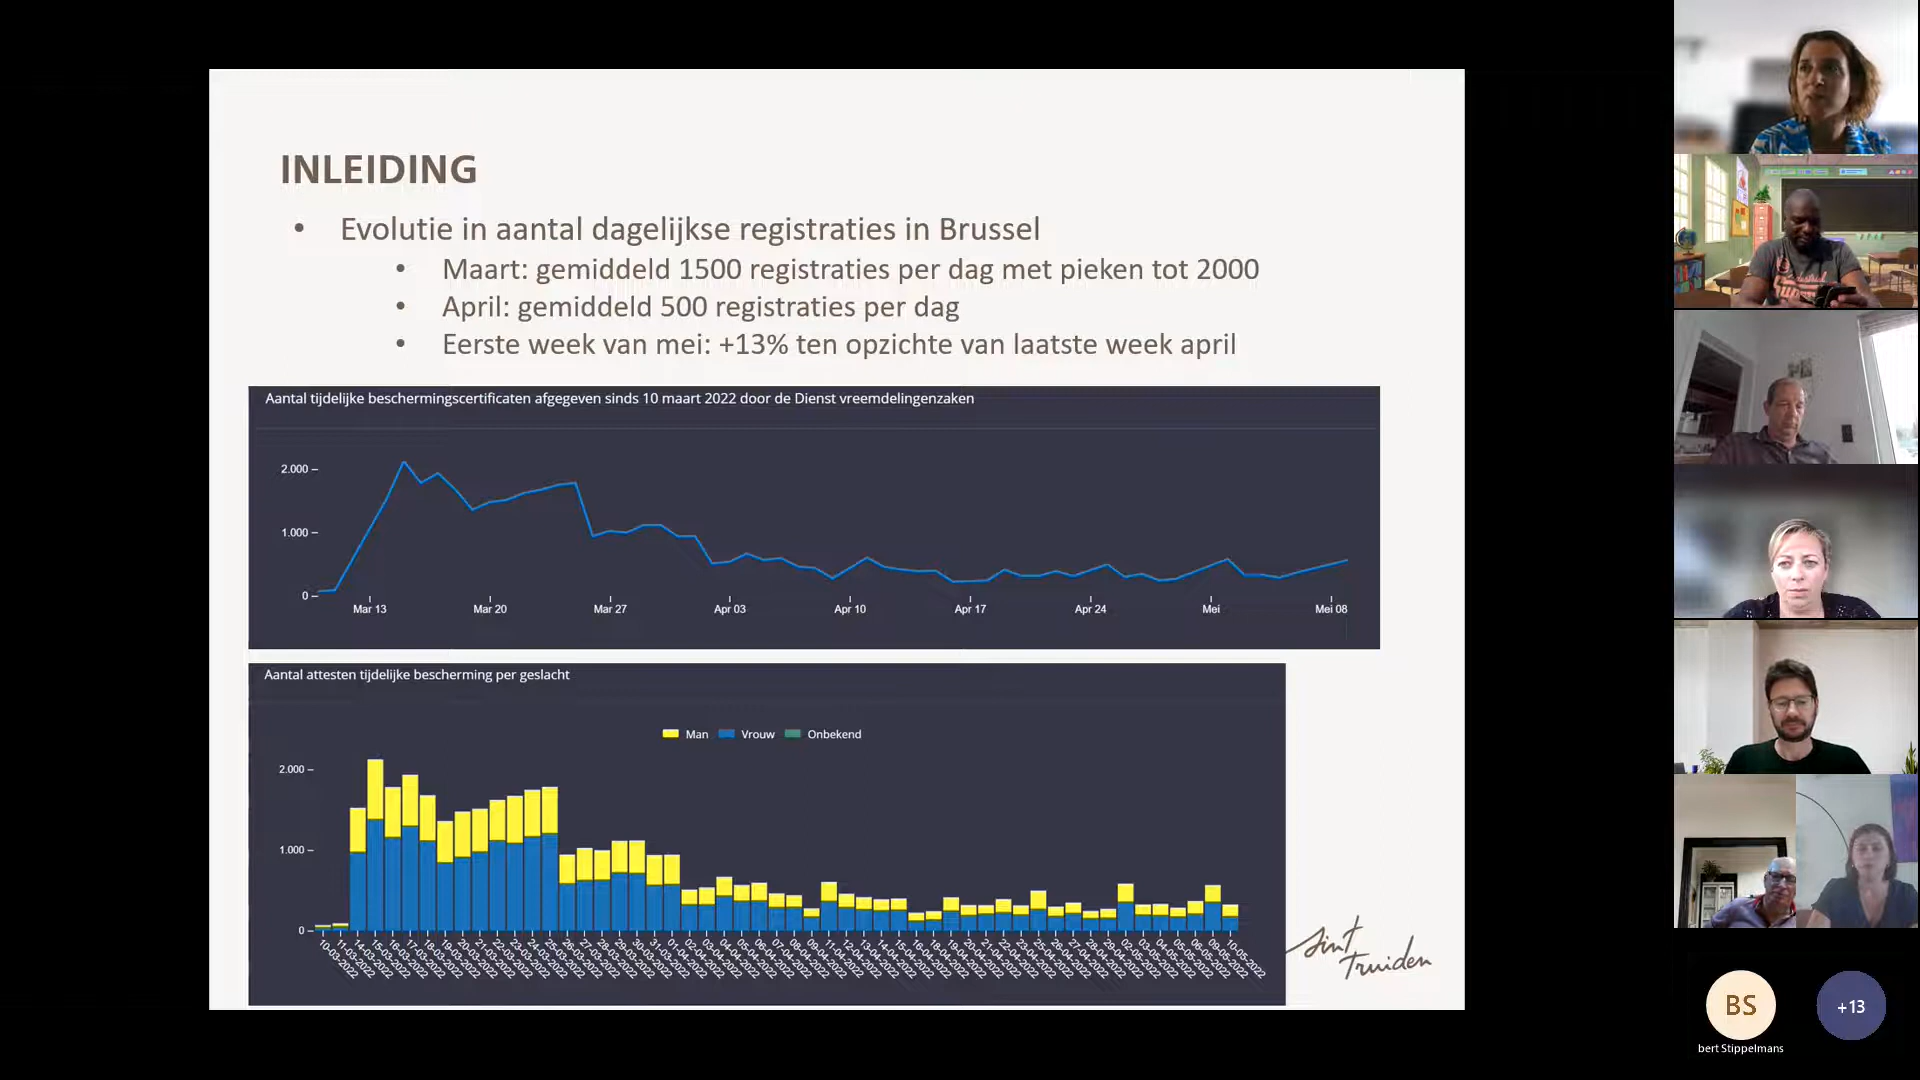 INLEIDING
• Evolutie in aantal dagelijkse registraties in Brussel
• Maart: gemiddeld 1500 registraties per dag met pieken tot 2000
• April: gemiddeld 500 registraties per dag
• Eerste week van mei: +13% ten opzichte van laatste week april
Aantal tijdelijke beschermingscertificaten afgegeven sinds 10 maart 2022 door de Dienst vreemdelingenzaken
2.000
1.000
0
Mar 13 Mar 20 Mar 27 Apr 03 Apr 10 Apr 17 Apr 24 Mei Mei 08
Aantal attesten tijdelijke bescherming per geslacht
Man Vrouw Onbekend
2.000
1.000
0
Sint
Truiden
BS
+13
bert Stippelmans